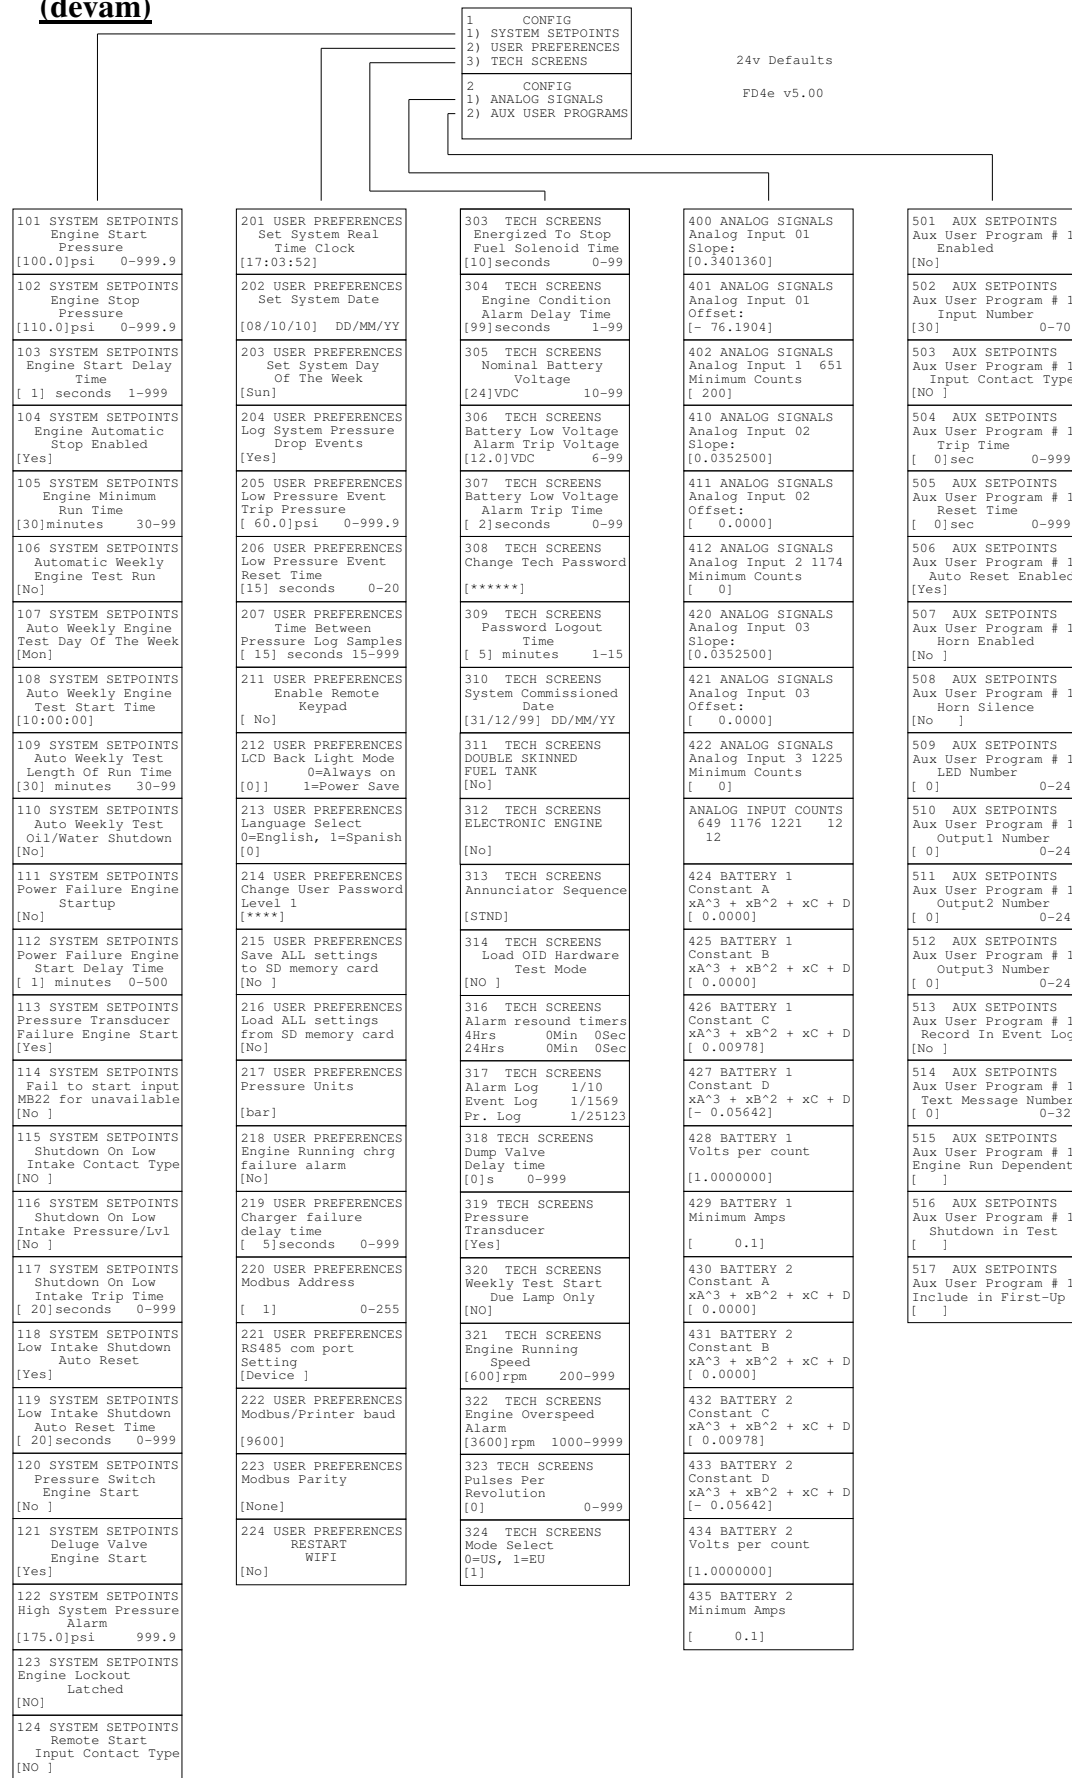 (devam)
1      CONFIG
1) SYSTEM SETPOINTS
2) USER PREFERENCES
3) TECH SCREENS
2      CONFIG
1) ANALOG SIGNALS
2) AUX USER PROGRAMS
24v Defaults
FD4e v5.00
101 SYSTEM SETPOINTS
Engine Start
Pressure
[100.0]psi 0-999.9
102 SYSTEM SETPOINTS
Engine Stop
Pressure
[110.0]psi 0-999.9
103 SYSTEM SETPOINTS
Engine Start Delay
Time
[ 1] seconds 1-999
104 SYSTEM SETPOINTS
Engine Automatic
Stop Enabled
[Yes]
105 SYSTEM SETPOINTS
Engine Minimum
Run Time
[30]minutes 30-99
106 SYSTEM SETPOINTS
Automatic Weekly
Engine Test Run
[No]
107 SYSTEM SETPOINTS
Auto Weekly Engine
Test Day Of The Week
[Mon]
108 SYSTEM SETPOINTS
Auto Weekly Engine
Test Start Time
[10:00:00]
109 SYSTEM SETPOINTS
Auto Weekly Test
Length Of Run Time
[30] minutes 30-99
110 SYSTEM SETPOINTS
Auto Weekly Test
Oil/Water Shutdown
[No]
111 SYSTEM SETPOINTS
Power Failure Engine
Startup
[No]
112 SYSTEM SETPOINTS
Power Failure Engine
Start Delay Time
[ 1] minutes 0-500
113 SYSTEM SETPOINTS
Pressure Transducer
Failure Engine Start
[Yes]
114 SYSTEM SETPOINTS
Fail to start input
MB22 for unavailable
[No ]
115 SYSTEM SETPOINTS
Shutdown On Low
Intake Contact Type
[NO ]
116 SYSTEM SETPOINTS
Shutdown On Low
Intake Pressure/Lvl
[No ]
117 SYSTEM SETPOINTS
Shutdown On Low
Intake Trip Time
[ 20]seconds 0-999
118 SYSTEM SETPOINTS
Low Intake Shutdown
Auto Reset
[Yes]
119 SYSTEM SETPOINTS
Low Intake Shutdown
Auto Reset Time
[ 20]seconds 0-999
120 SYSTEM SETPOINTS
Pressure Switch
Engine Start
[No ]
121 SYSTEM SETPOINTS
Deluge Valve
Engine Start
[Yes]
122 SYSTEM SETPOINTS
High System Pressure
Alarm
[175.0]psi 999.9
123 SYSTEM SETPOINTS
Engine Lockout
Latched
[NO]
124 SYSTEM SETPOINTS
Remote Start
Input Contact Type
[NO ]
201 USER PREFERENCES
Set System Real
Time Clock
[17:03:52]
202 USER PREFERENCES
Set System Date
[08/10/10] DD/MM/YY
203 USER PREFERENCES
Set System Day
Of The Week
[Sun]
204 USER PREFERENCES
Log System Pressure
Drop Events
[Yes]
205 USER PREFERENCES
Low Pressure Event
Trip Pressure
[ 60.0]psi 0-999.9
206 USER PREFERENCES
Low Pressure Event
Reset Time
[15] seconds 0-20
207 USER PREFERENCES
Time Between
Pressure Log Samples
[ 15] seconds 15-999
211 USER PREFERENCES
Enable Remote
Keypad
[ No]
212 USER PREFERENCES
LCD Back Light Mode
0=Always on
[0]] 1=Power Save
213 USER PREFERENCES
Language Select
0=English, 1=Spanish
[0]
214 USER PREFERENCES
Change User Password
Level 1
[****]
215 USER PREFERENCES
Save ALL settings
to SD memory card
[No ]
216 USER PREFERENCES
Load ALL settings
from SD memory card
[No]
217 USER PREFERENCES
Pressure Units
[bar]
218 USER PREFERENCES
Engine Running chrg
failure alarm
[No]
219 USER PREFERENCES
Charger failure
delay time
[  5]seconds 0-999
220 USER PREFERENCES
Modbus Address
[  1] 0-255
221 USER PREFERENCES
RS485 com port
Setting
[Device ]
222 USER PREFERENCES
Modbus/Printer baud
[9600]
223 USER PREFERENCES
Modbus Parity
[None]
224 USER PREFERENCES
RESTART
WIFI
[No]
303 TECH SCREENS
Energized To Stop
Fuel Solenoid Time
[10]seconds 0-99
304 TECH SCREENS
Engine Condition
Alarm Delay Time
[99]seconds 1-99
305 TECH SCREENS
Nominal Battery
Voltage
[24]VDC 10-99
306 TECH SCREENS
Battery Low Voltage
Alarm Trip Voltage
[12.0]VDC 6-99
307 TECH SCREENS
Battery Low Voltage
Alarm Trip Time
[ 2]seconds 0-99
308 TECH SCREENS
Change Tech Password
[******]
309 TECH SCREENS
Password Logout
Time
[ 5] minutes 1-15
310 TECH SCREENS
System Commissioned
Date
[31/12/99] DD/MM/YY
311 TECH SCREENS
DOUBLE SKINNED
FUEL TANK
[No]
312 TECH SCREENS
ELECTRONIC ENGINE
[No]
313 TECH SCREENS
Annunciator Sequence
[STND]
314 TECH SCREENS
Load OID Hardware
Test Mode
[NO ]
316 TECH SCREENS
Alarm resound timers
4Hrs 0Min 0Sec
24Hrs 0Min 0Sec
317 TECH SCREENS
Alarm Log 1/10
Event Log 1/1569
Pr. Log 1/25123
318 TECH SCREENS
Dump Valve
Delay time
[0]s 0-999
319 TECH SCREENS
Pressure
Transducer
[Yes]
320 TECH SCREENS
Weekly Test Start
Due Lamp Only
[NO]
321 TECH SCREENS
Engine Running
Speed
[600]rpm 200-999
322 TECH SCREENS
Engine Overspeed
Alarm
[3600]rpm 1000-9999
323 TECH SCREENS
Pulses Per
Revolution
[0] 0-999
324 TECH SCREENS
Mode Select
0=US, 1=EU
[1]
400 ANALOG SIGNALS
Analog Input 01
Slope:
[0.3401360]
401 ANALOG SIGNALS
Analog Input 01
Offset:
[- 76.1904]
402 ANALOG SIGNALS
Analog Input 1 651
Minimum Counts
[ 200]
410 ANALOG SIGNALS
Analog Input 02
Slope:
[0.0352500]
411 ANALOG SIGNALS
Analog Input 02
Offset:
[   0.0000]
412 ANALOG SIGNALS
Analog Input 2 1174
Minimum Counts
[   0]
420 ANALOG SIGNALS
Analog Input 03
Slope:
[0.0352500]
421 ANALOG SIGNALS
Analog Input 03
Offset:
[   0.0000]
422 ANALOG SIGNALS
Analog Input 3 1225
Minimum Counts
[   0]
ANALOG INPUT COUNTS
649 1176 1221 12
12
424 BATTERY 1
Constant A
xA^3 + xB^2 + xC + D
[ 0.0000]
425 BATTERY 1
Constant B
xA^3 + xB^2 + xC + D
[ 0.0000]
426 BATTERY 1
Constant C
xA^3 + xB^2 + xC + D
[ 0.00978]
427 BATTERY 1
Constant D
xA^3 + xB^2 + xC + D
[- 0.05642]
428 BATTERY 1
Volts per count
[1.0000000]
429 BATTERY 1
Minimum Amps
[     0.1]
430 BATTERY 2
Constant A
xA^3 + xB^2 + xC + D
[ 0.0000]
431 BATTERY 2
Constant B
xA^3 + xB^2 + xC + D
[ 0.0000]
432 BATTERY 2
Constant C
xA^3 + xB^2 + xC + D
[ 0.00978]
433 BATTERY 2
Constant D
xA^3 + xB^2 + xC + D
[- 0.05642]
434 BATTERY 2
Volts per count
[1.0000000]
435 BATTERY 2
Minimum Amps
[     0.1]
501 AUX SETPOINTS
Aux User Program # 1
Enabled
[No]
502 AUX SETPOINTS
Aux User Program # 1
Input Number
[30] 0-70
503 AUX SETPOINTS
Aux User Program # 1
Input Contact Type
[NO ]
504 AUX SETPOINTS
Aux User Program # 1
Trip Time
[  0]sec 0-999
505 AUX SETPOINTS
Aux User Program # 1
Reset Time
[  0]sec 0-999
506 AUX SETPOINTS
Aux User Program # 1
Auto Reset Enabled
[Yes]
507 AUX SETPOINTS
Aux User Program # 1
Horn Enabled
[No ]
508 AUX SETPOINTS
Aux User Program # 1
Horn Silence
[No   ]
509 AUX SETPOINTS
Aux User Program # 1
LED Number
[ 0] 0-24
510 AUX SETPOINTS
Aux User Program # 1
Output1 Number
[ 0] 0-24
511 AUX SETPOINTS
Aux User Program # 1
Output2 Number
[ 0] 0-24
512 AUX SETPOINTS
Aux User Program # 1
Output3 Number
[ 0] 0-24
513 AUX SETPOINTS
Aux User Program # 1
Record In Event Log
[No ]
514 AUX SETPOINTS
Aux User Program # 1
Text Message Number
[ 0] 0-32
515 AUX SETPOINTS
Aux User Program # 1
Engine Run Dependent
[   ]
516 AUX SETPOINTS
Aux User Program # 1
Shutdown in Test
[   ]
517 AUX SETPOINTS
Aux User Program # 1
Include in First-Up
[   ]